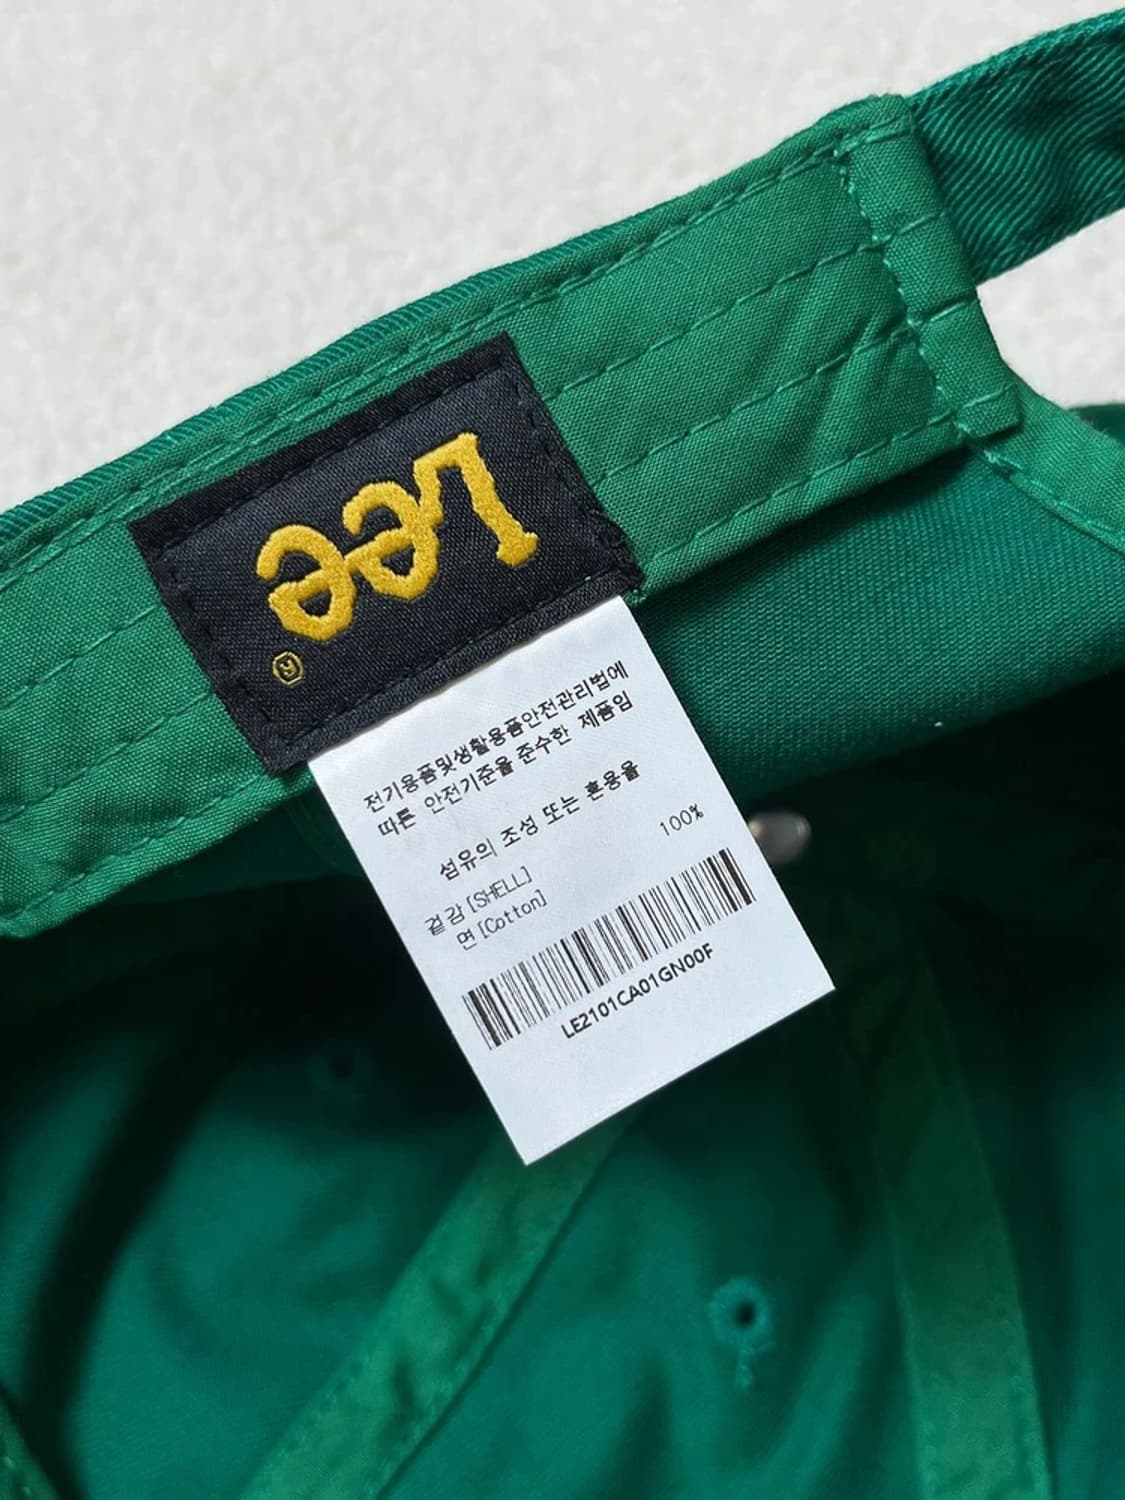 Lee
®
전기용품및생활용품안전관리법에
따른 안전기준을 준수한 제품임
섬유의 조성 또는 혼용율
겉감 [SHELL]
면 [Cotton] 100%
LE2101CA01GN00F